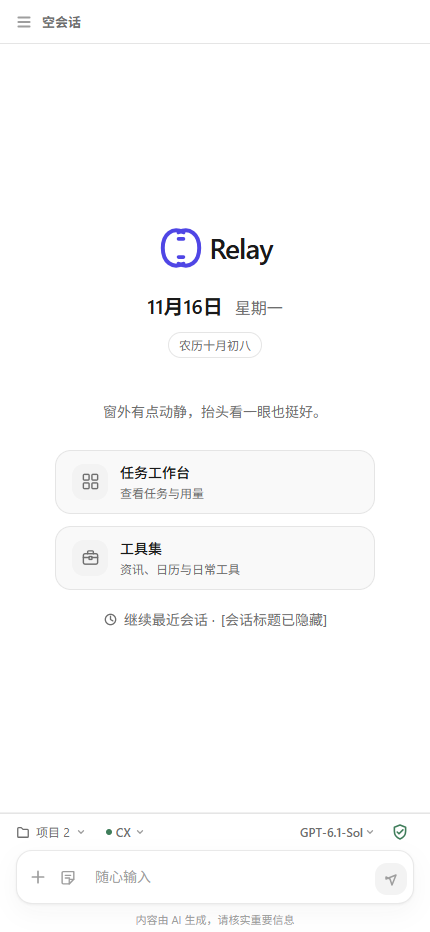 空会话
Relay
11月16日 星期一
农历十月初八
窗外有点动静，抬头看一眼也挺好。
任务工作台
查看任务与用量
工具集
资讯、日历与日常工具
继续最近会话 · [会话标题已隐藏]
项目 2 CX GPT-6.1-Sol
随心输入
内容由 AI 生成，请核实重要信息